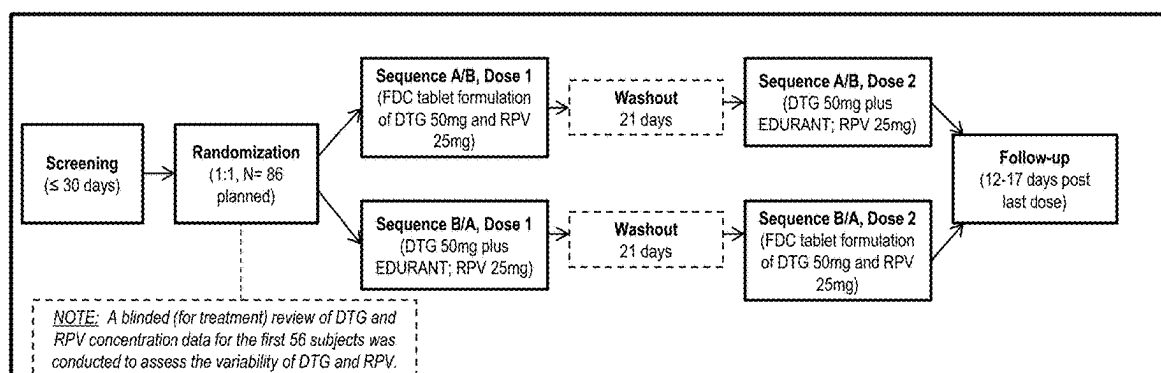 Screening
(≤ 30 days)
Randomization
(1:1, N= 86
planned)
Sequence A/B, Dose 1
(FDC tablet formulation
of DTG 50mg and RPV
25mg)
Washout
21 days
Sequence A/B, Dose 2
(DTG 50mg plus
EDURANT; RPV 25mg)
Sequence B/A, Dose 1
(DTG 50mg plus
EDURANT; RPV 25mg)
Washout
21 days
Sequence B/A, Dose 2
(FDC tablet formulation
of DTG 50mg and RPV
25mg)
Follow-up
(12-17 days post
last dose)
NOTE: A blinded (for treatment) review of DTG and
RPV concentration data for the first 56 subjects was
conducted to assess the variability of DTG and RPV.